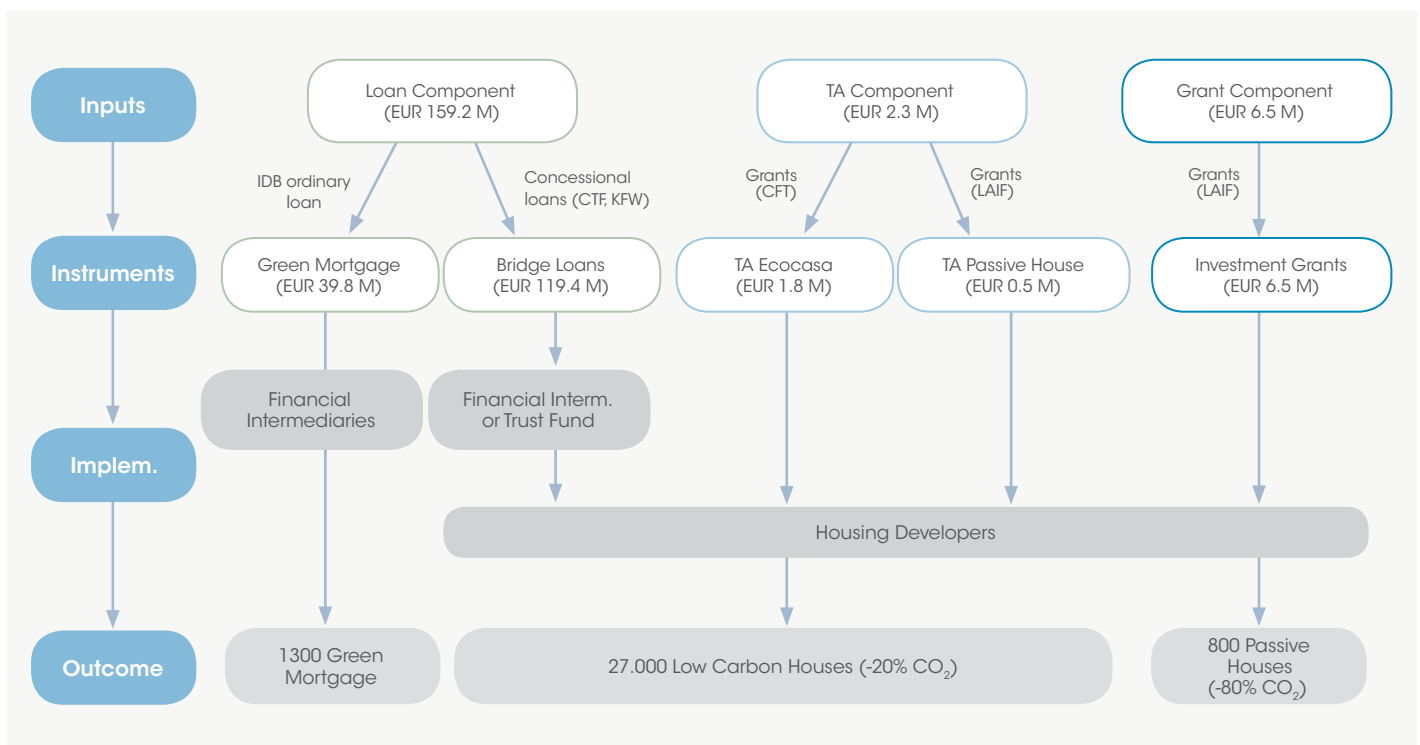 Inputs
Loan Component
(EUR 159.2 M)
TA Component
(EUR 2.3 M)
Grant Component
(EUR 6.5 M)
IDB ordinary
loan
Concessional
loans (CTF, KFW)
Grants
(CFT)
Grants
(LAIF)
Grants
(LAIF)
Instruments
Green Mortgage
(EUR 39.8 M)
Bridge Loans
(EUR 119.4 M)
TA Ecocasa
(EUR 1.8 M)
TA Passive House
(EUR 0.5 M)
Investment Grants
(EUR 6.5 M)
Financial
Intermediaries
Financial Interm.
or Trust Fund
Implem.
Housing Developers
Outcome
1300 Green
Mortgage
27.000 Low Carbon Houses (-20% CO₂)
800 Passive
Houses
(-80% CO₂)